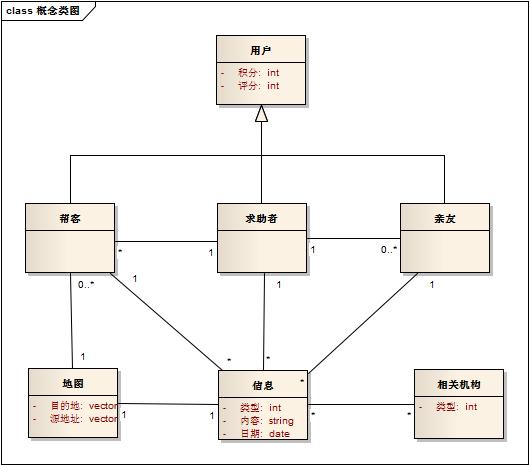 class 概念类图
用户
- 积分: int
- 评分: int
帮客
求助者
亲友
* 1
1 0..*
0..* 1 1 1
* * *
1
地图
- 目的地: vector
- 源地址: vector
信息
- 类型: int
- 内容: string
- 日期: date
相关机构
- 类型: int
1 1
* *